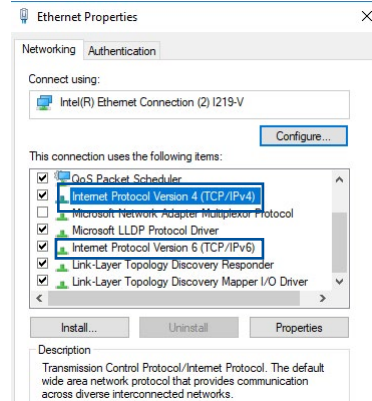 Ethernet Properties
Networking Authentication
Connect using:
Intel(R) Ethernet Connection (2) I219-V
Configure...
This connection uses the following items:
QoS Packet Scheduler
Internet Protocol Version 4 (TCP/IPv4)
Microsoft Network Adapter Multiplexor Protocol
Microsoft LLDP Protocol Driver
Internet Protocol Version 6 (TCP/IPv6)
Link-Layer Topology Discovery Responder
Link-Layer Topology Discovery Mapper I/O Driver
Install... Uninstall Properties
Description
Transmission Control Protocol/Internet Protocol. The default
wide area network protocol that provides communication
across diverse interconnected networks.